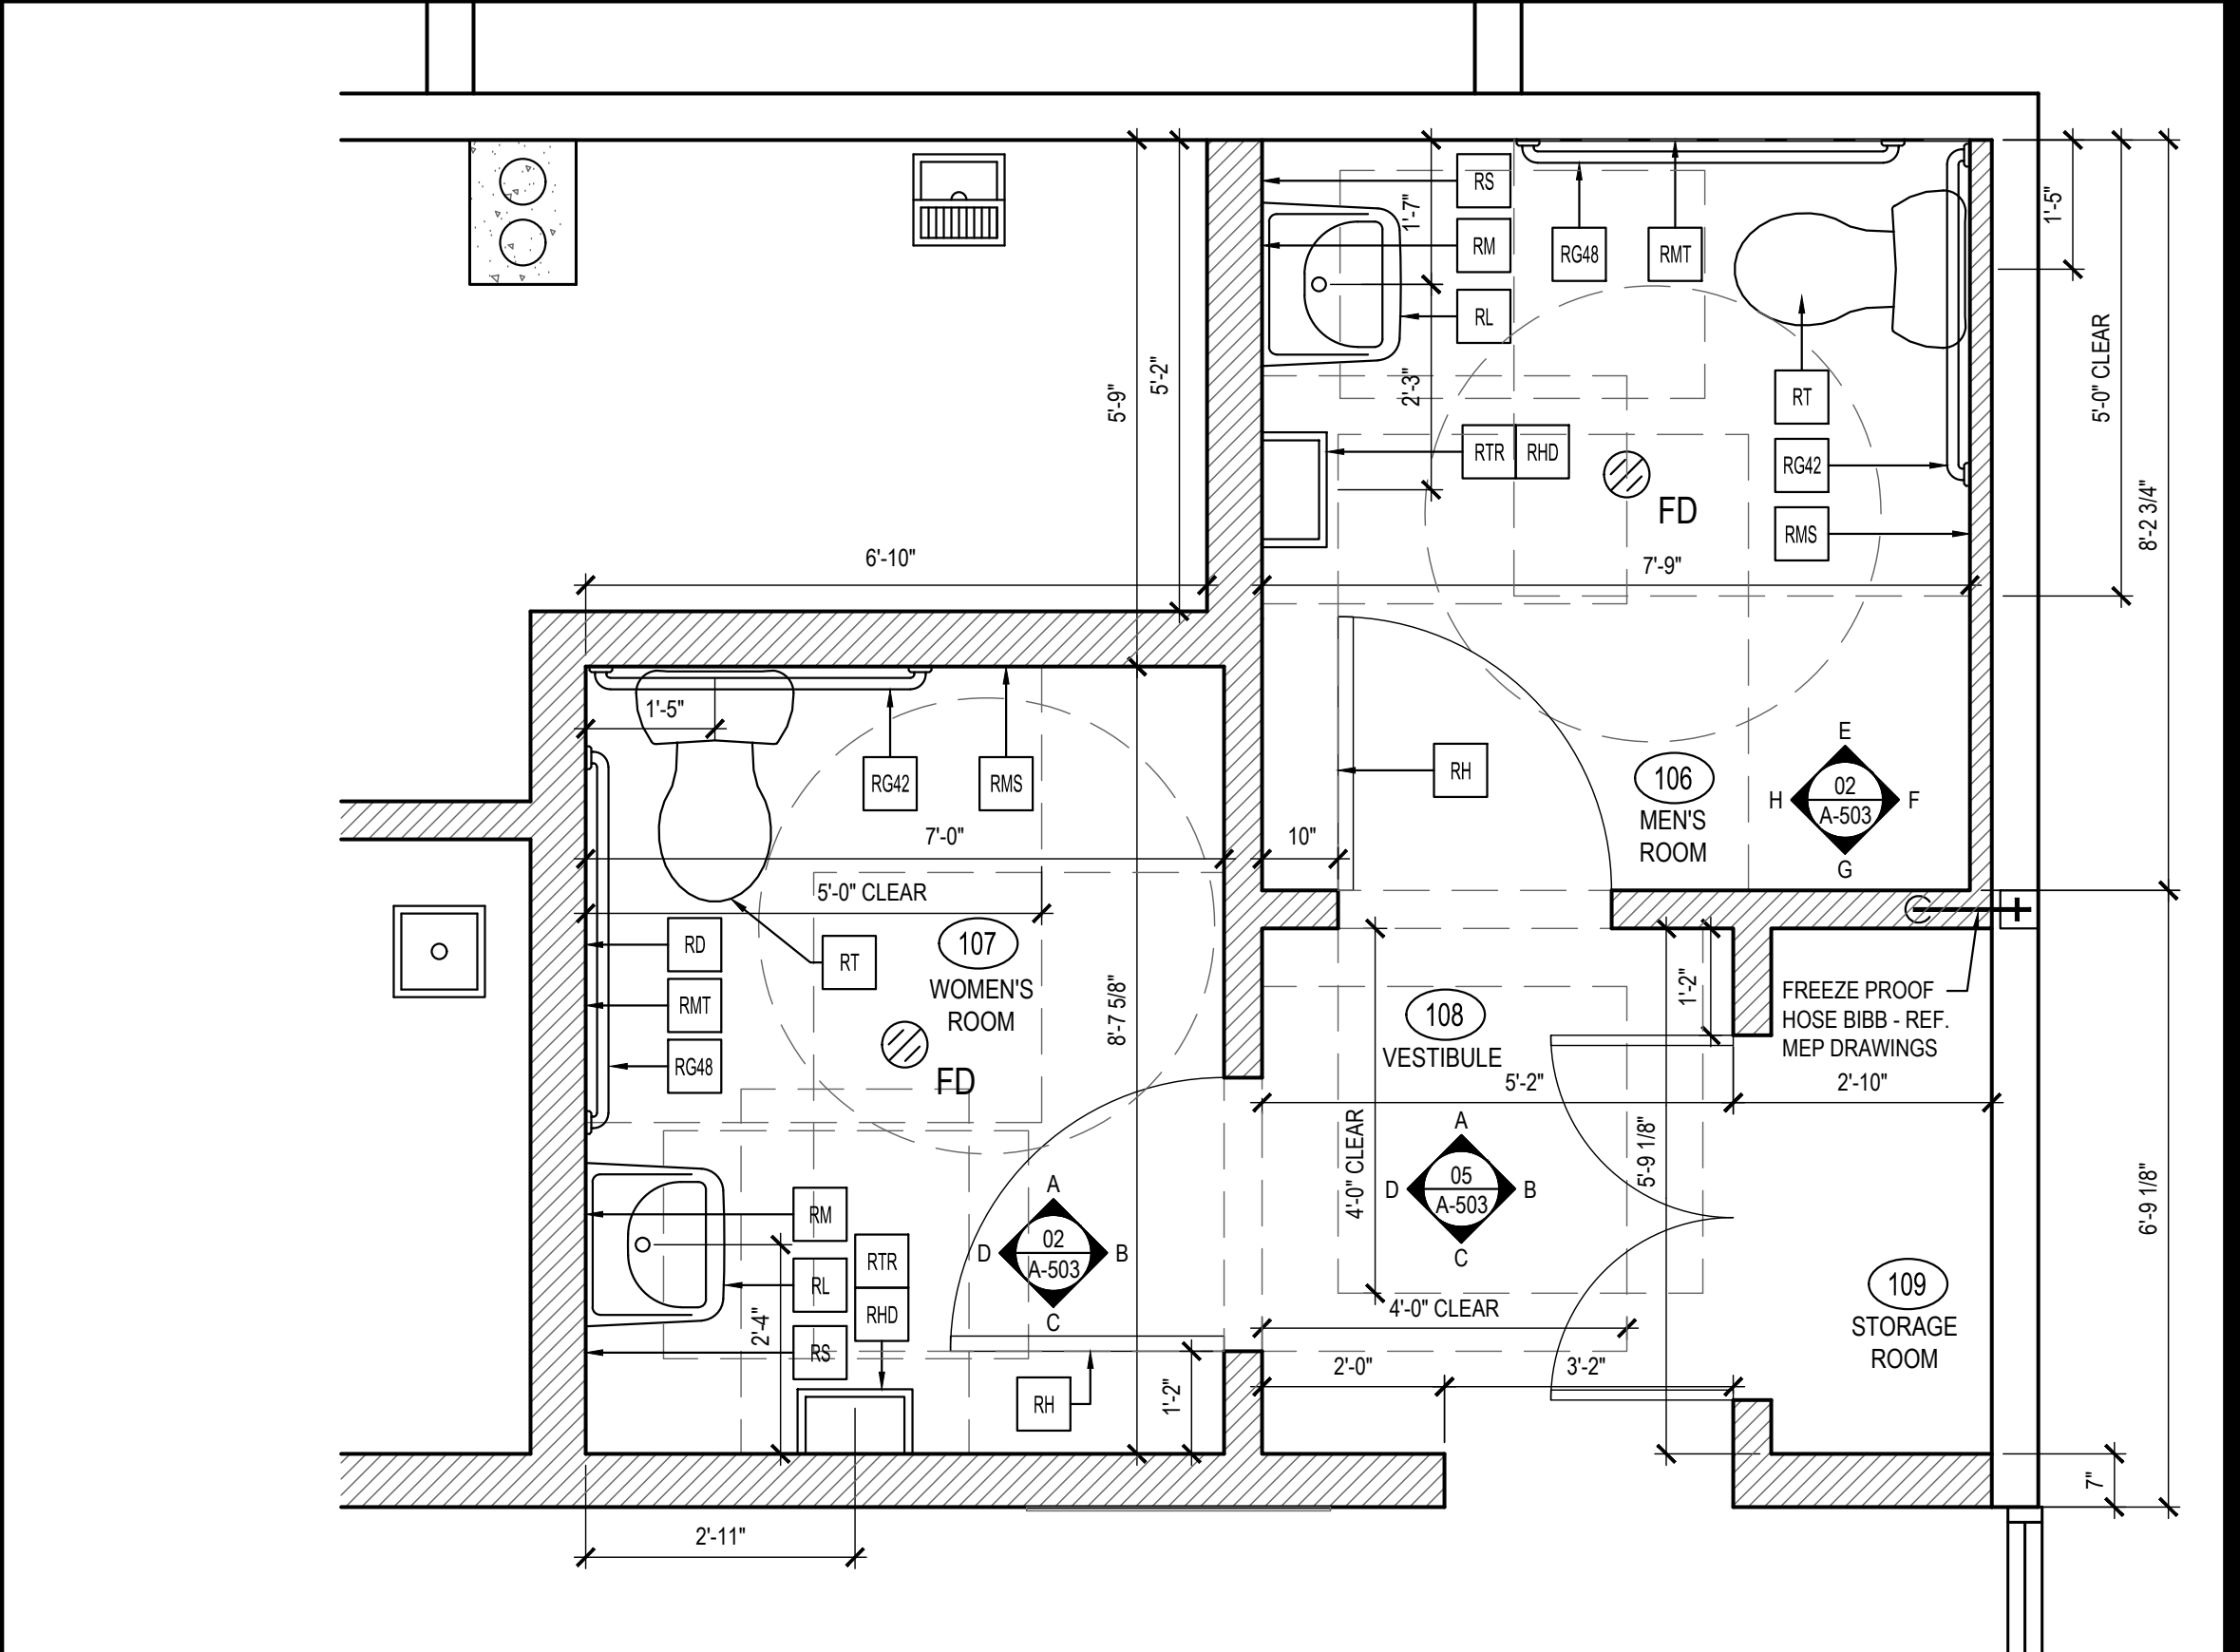 RS
1'-7"
RM
RG48
RMT
1'-5"
RL
5'-0" CLEAR
5'-2"
5'-9"
2'-3"
RT
RTR
RHD
RG42
FD
RMS
8'-2 3/4"
6'-10"
7'-9"
1'-5"
RG42
RMS
RH
106
MEN'S
ROOM
E
H
02
A-503
F
G
7'-0"
10"
5'-0" CLEAR
RD
RT
107
WOMEN'S
ROOM
RMT
8'-7 5/8"
RG48
FD
108
VESTIBULE
1'-2"
FREEZE PROOF
HOSE BIBB - REF.
MEP DRAWINGS
5'-2"
2'-10"
4'-0" CLEAR
A
D
05
A-503
B
C
5'-9 1/8"
6'-9 1/8"
RM
RTR
A
D
02
A-503
B
C
RL
RHD
2'-4"
RS
4'-0" CLEAR
109
STORAGE
ROOM
2'-0"
3'-2"
RH
1'-2"
7"
2'-11"